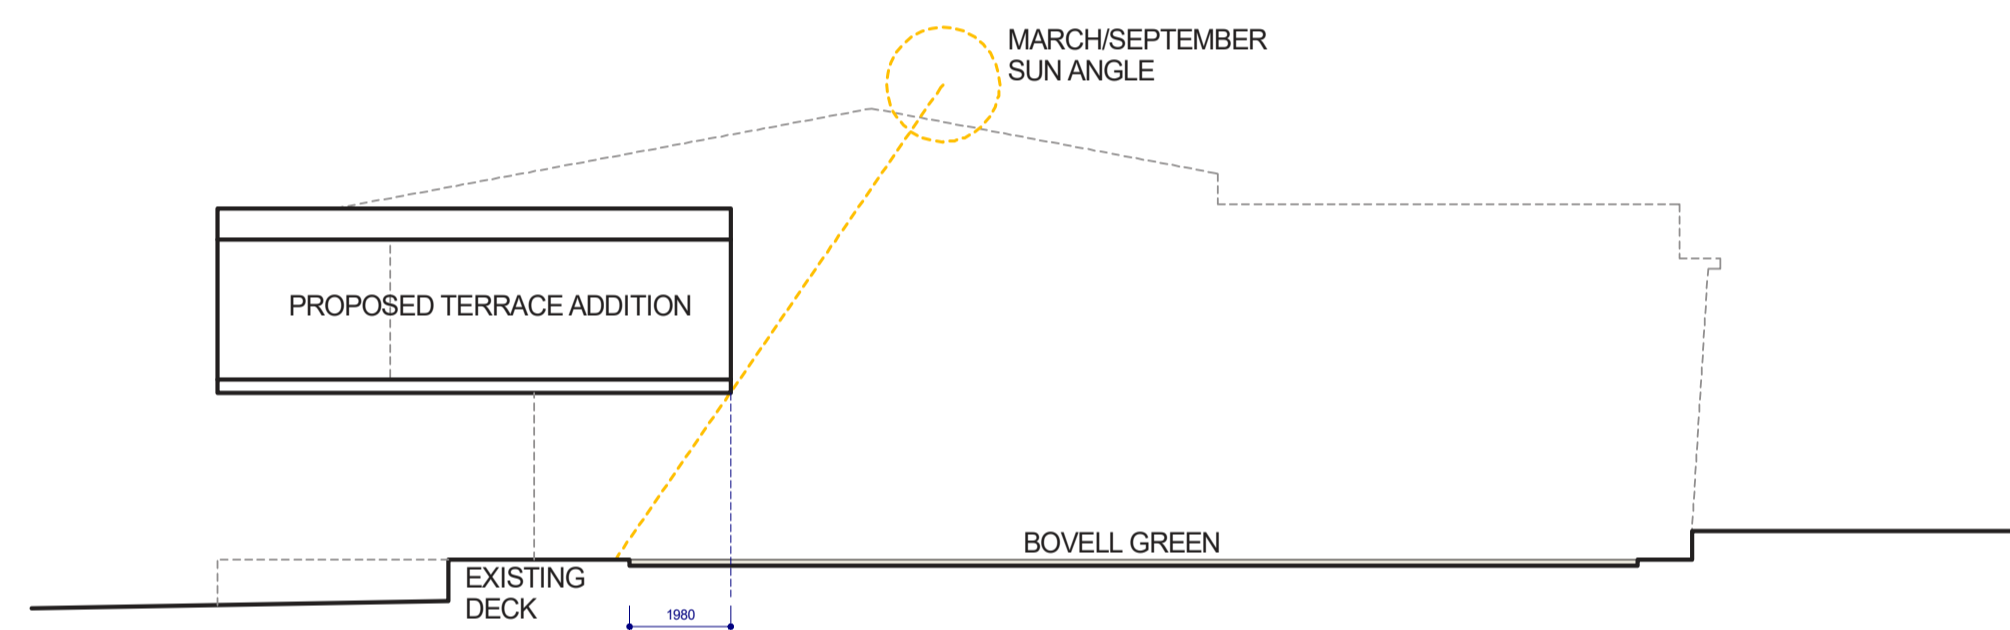 MARCH/SEPTEMBER
SUN ANGLE
PROPOSED TERRACE ADDITION
BOVELL GREEN
EXISTING
DECK
1980